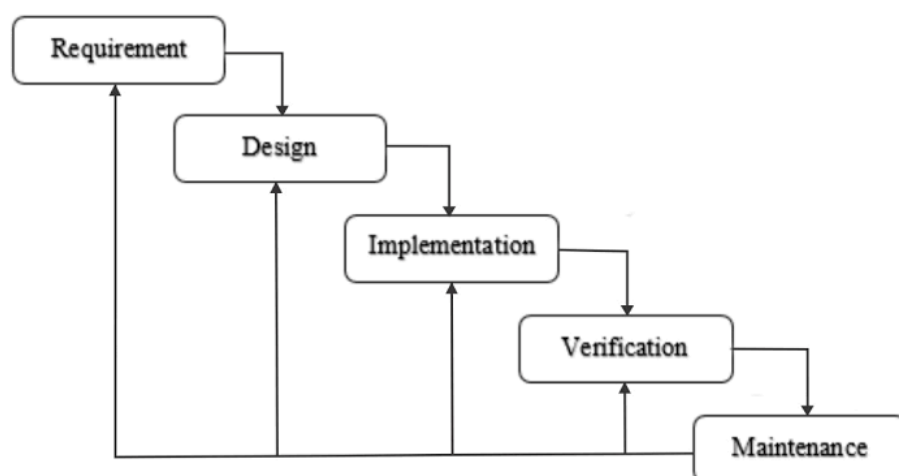 Requirement
Design
Implementation
Verification
Maintenance